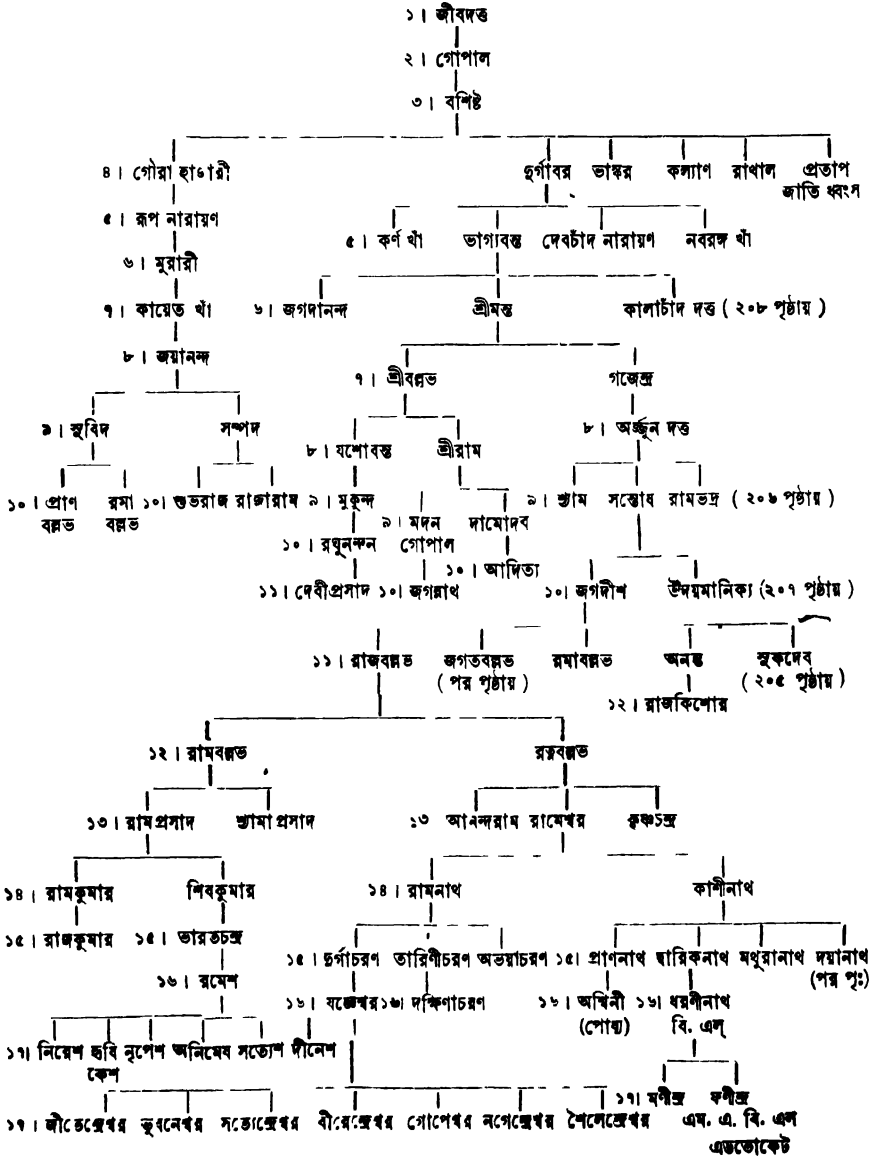 ১। জীবদত্ত
২। গোপাল
৩। বশিষ্ট
৪। গৌরা হাণ্ডারী দুর্গাবর ভাস্কর কল্যাণ রাখাল প্রতাপ
জাতি ধ্বংস
৫। রূপ নারায়ণ ৫। কর্ণ খাঁ ভাগ্যবন্ত দেবচাঁদ নারায়ণ নবরঙ্গ খাঁ
৬। মুরারী
৭। কায়েত খাঁ ৬। জগদানন্দ শ্রীমন্ত কালাচাঁদ দত্ত (২০৮ পৃষ্ঠায়)
৮। জয়ানন্দ
৭। শ্রীবল্লভ গজেন্দ্র
৯। সুবিদ সম্পদ ৮। যশোবন্ত শ্রীরাম ৮। অর্জ্জুন দত্ত
১০। প্রাণ রমা ১০। শুভরাজ রাজারাম ৯। মুকুন্দ ৯। শ্যাম সন্তোষ রামভদ্র (২০৬ পৃষ্ঠায়)
বল্লভ বল্লভ ৯। মদন দামোদব
১০। রঘুনন্দন গোপাল
১০। আদিত্য
১১। দেবীপ্রসাদ ১০। জগন্নাথ ১০। জগদীশ উদয়মানিক্য (২০৭ পৃষ্ঠায়)
১১। রাজবল্লভ জগতবল্লভ রমাবল্লভ অনন্ত সুকদেব
(পর পৃষ্ঠায়) (২০৫ পৃষ্ঠায়)
১২। রাজকিশোর
১২। রামবল্লভ রত্নবল্লভ
১৩। রামপ্রসাদ শ্যামাপ্রসাদ ১৩ আনন্দরাম রামেশ্বর কৃষ্ণচন্দ্র
১৪। রামকুমার শিবকুমার ১৪। রামনাথ কাশীনাথ
১৫। রাজকুমার ১৫। ভারতচন্দ্র
১৫। দুর্গাচরণ তারিণীচরণ অভয়াচরণ ১৫। প্রাণনাথ দ্বারিকনাথ মথুরানাথ দয়ানাথ
(পর পৃঃ)
১৬। রমেশ ১৬। যজ্ঞেশ্বর ১৬। দক্ষিণাচরণ ১৬। অশ্বিনী ১৬। ধরণীনাথ
(পোষ্য) বি. এল্
১৭। নিরেশ হৃষি নৃপেশ অনিমেষ সত্যেশ দীনেশ
কেশ
১৭। মণীন্দ্র ফণীন্দ্র
১৭। জীতেন্দ্রেশ্বর ভুবনেশ্বর সত্যেন্দ্রেশ্বর বীরেন্দ্রেশ্বর গোপেশ্বর নগেন্দ্রেশ্বর শৈলেন্দ্রেশ্বর এম. এ. বি. এল
এডভোকেট